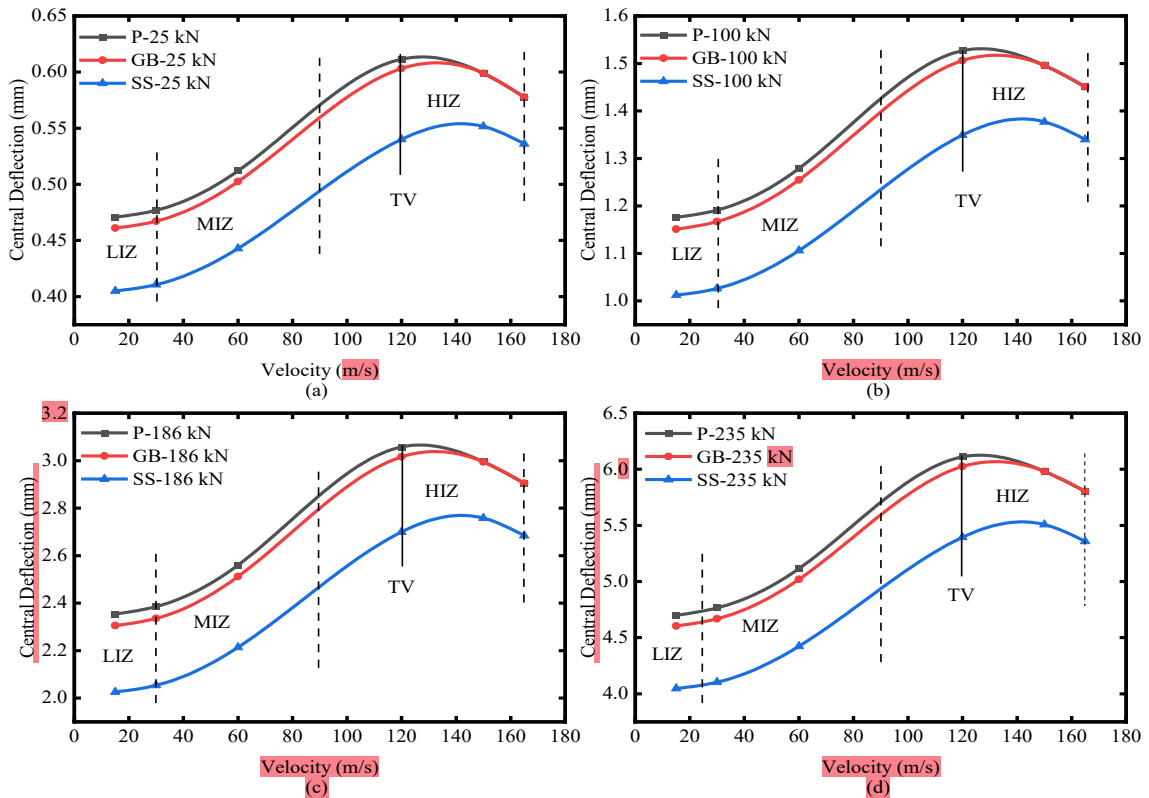 0.65
0.60
0.55
0.50
0.45
0.40
Central Deflection (mm)
P-25 kN
GB-25 kN
SS-25 kN
LIZ
MIZ
HIZ
TV
0 20 40 60 80 100 120 140 160 180
Velocity (m/s)
(a)
1.6
1.5
1.4
1.3
1.2
1.1
1.0
Central Deflection (mm)
P-100 kN
GB-100 kN
SS-100 kN
LIZ
MIZ
HIZ
TV
0 20 40 60 80 100 120 140 160 180
Velocity (m/s)
(b)
3.2
3.0
2.8
2.6
2.4
2.2
2.0
Central Deflection (mm)
P-186 kN
GB-186 kN
SS-186 kN
LIZ
MIZ
HIZ
TV
0 20 40 60 80 100 120 140 160 180
Velocity (m/s)
(c)
6.5
6.0
5.5
5.0
4.5
4.0
Central Deflection (mm)
P-235 kN
GB-235 kN
SS-235 kN
LIZ
MIZ
HIZ
TV
0 20 40 60 80 100 120 140 160 180
Velocity (m/s)
(d)